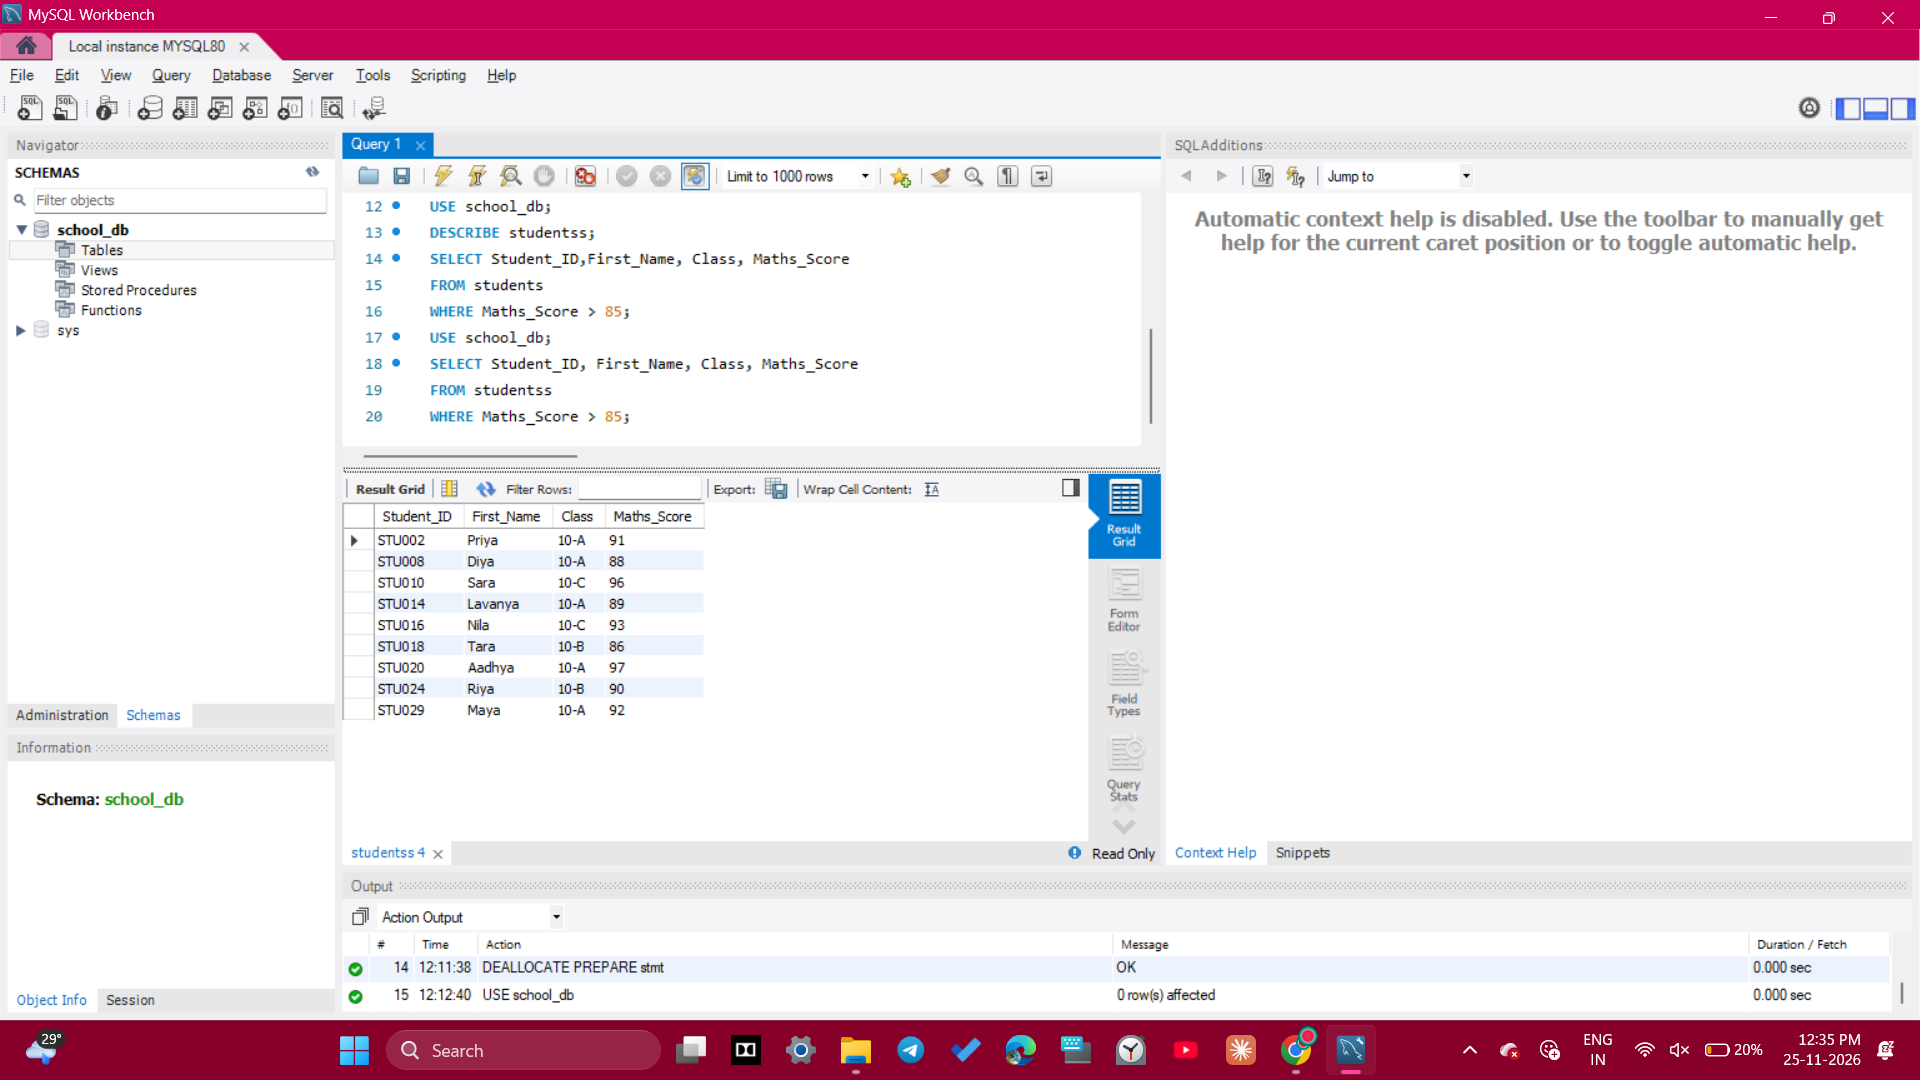 MySQL Workbench
Local instance MYSQL80
File Edit View Query Database Server Tools Scripting Help
Navigator
SCHEMAS
Filter objects
school_db
Tables
Views
Stored Procedures
Functions
sys
Administration Schemas
Information
Schema: school_db
Object Info Session
Query 1
Limit to 1000 rows
12 USE school_db;
13 DESCRIBE studentss;
14 SELECT Student_ID,First_Name, Class, Maths_Score
15 FROM students
16 WHERE Maths_Score > 85;
17 USE school_db;
18 SELECT Student_ID, First_Name, Class, Maths_Score
19 FROM studentss
20 WHERE Maths_Score > 85;
Result Grid Filter Rows: Export: Wrap Cell Content:
Student_ID First_Name Class Maths_Score
STU002 Priya 10-A 91
STU008 Diya 10-A 88
STU010 Sara 10-C 96
STU014 Lavanya 10-A 89
STU016 Nila 10-C 93
STU018 Tara 10-B 86
STU020 Aadhya 10-A 97
STU024 Riya 10-B 90
STU029 Maya 10-A 92
Result
Grid
Form
Editor
Field
Types
Query
Stats
studentss 4
Read Only
SQLAdditions
Jump to
Automatic context help is disabled. Use the toolbar to manually get
help for the current caret position or to toggle automatic help.
Context Help Snippets
Output
Action Output
# Time Action Message Duration / Fetch
14 12:11:38 DEALLOCATE PREPARE stmt OK 0.000 sec
15 12:12:40 USE school_db 0 row(s) affected 0.000 sec
29°
Search
ENG
IN
20%
12:35 PM
25-11-2026